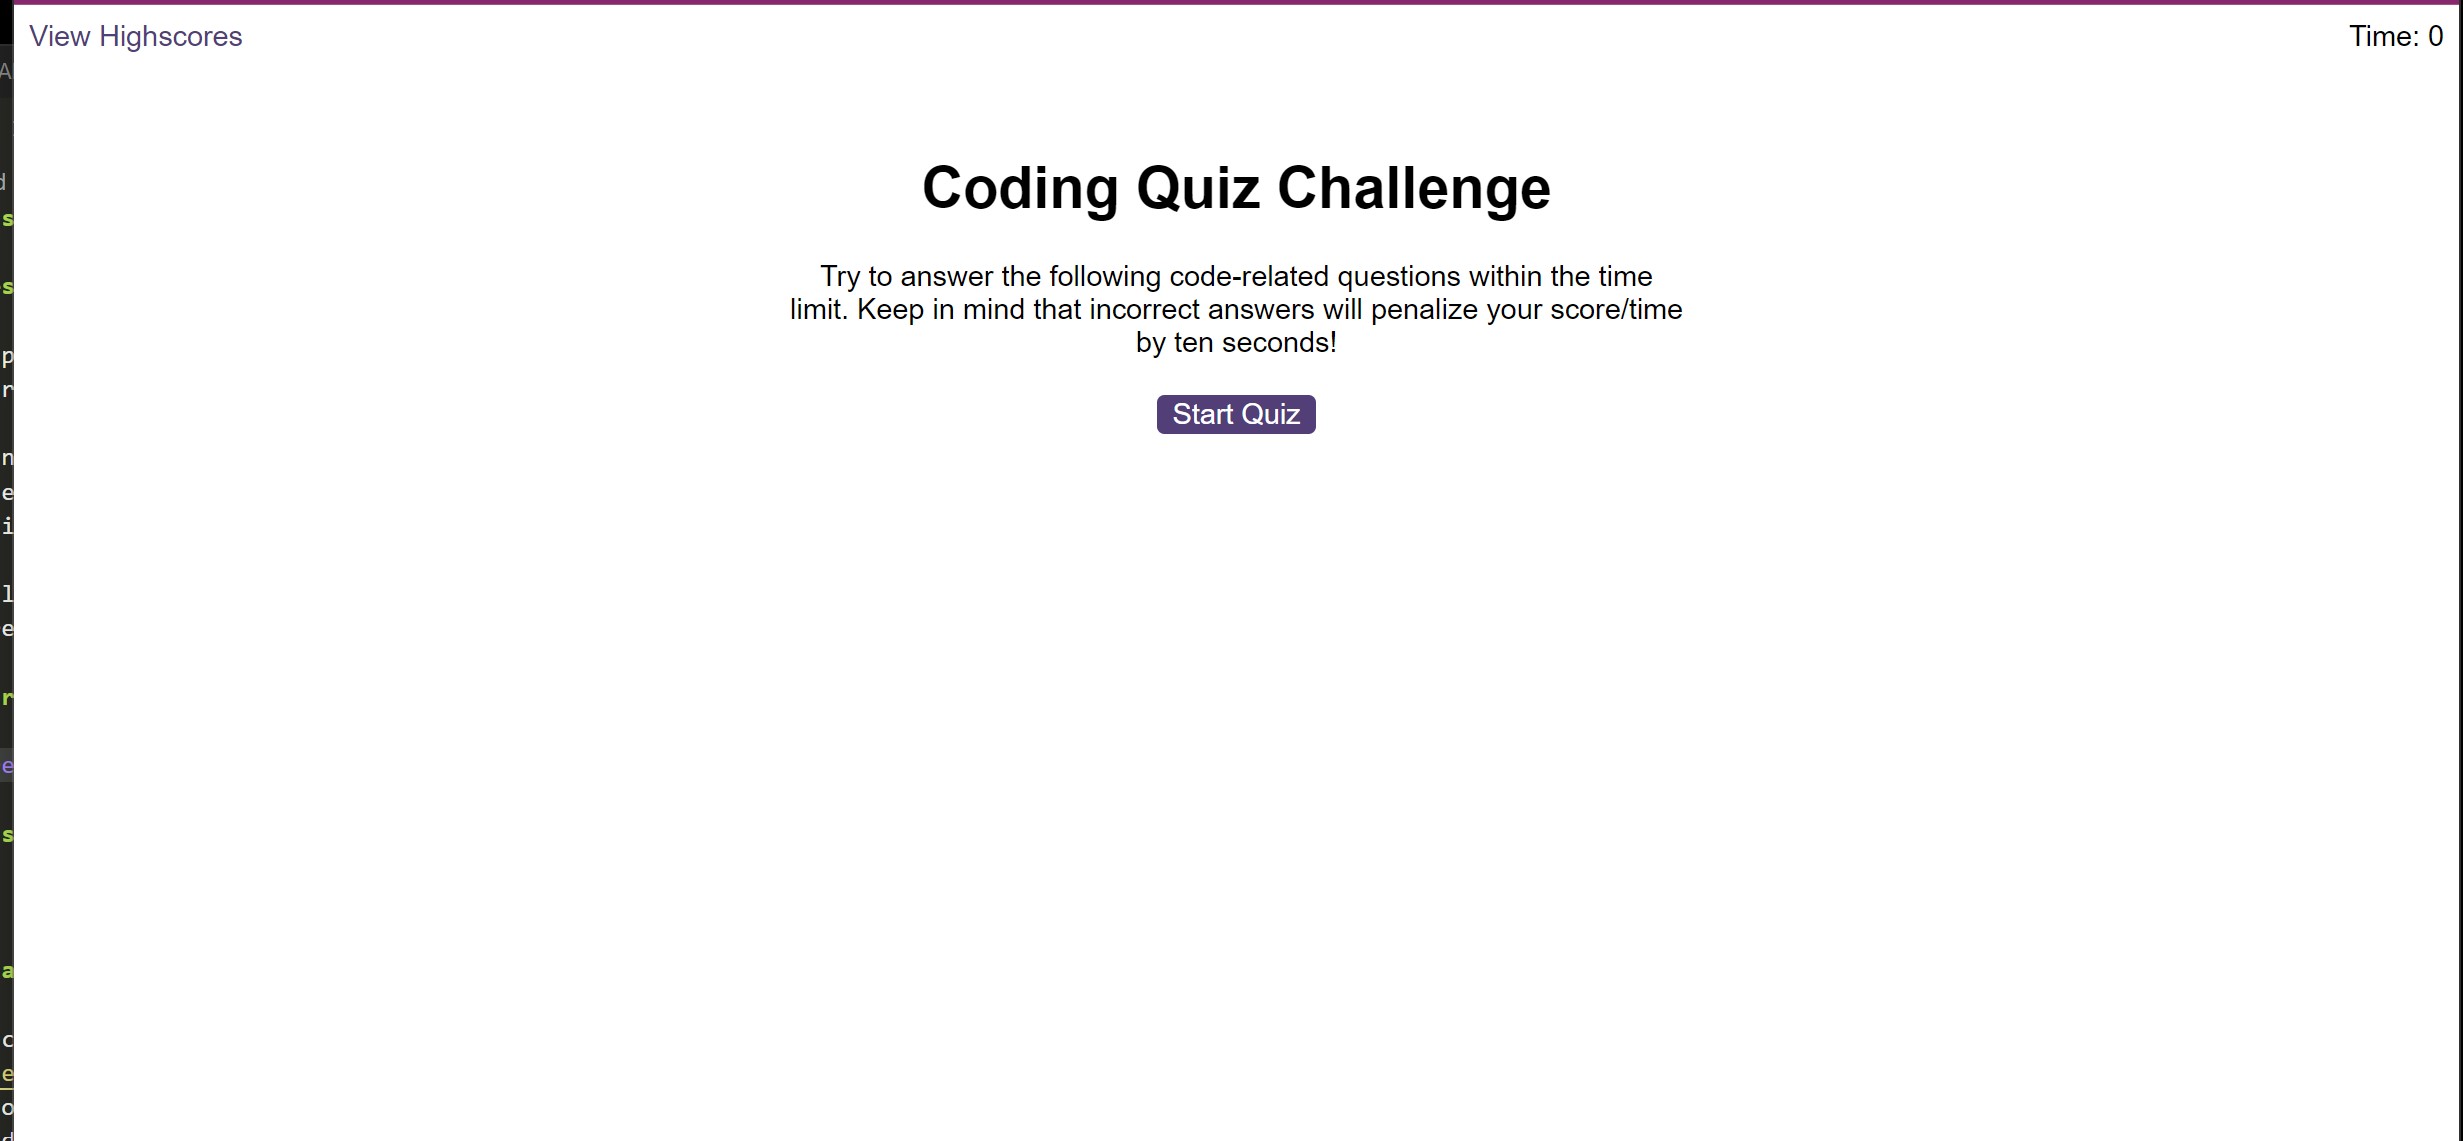 View Highscores
Time: 0
Coding Quiz Challenge
Try to answer the following code-related questions within the time
limit. Keep in mind that incorrect answers will penalize your score/time
by ten seconds!
Start Quiz